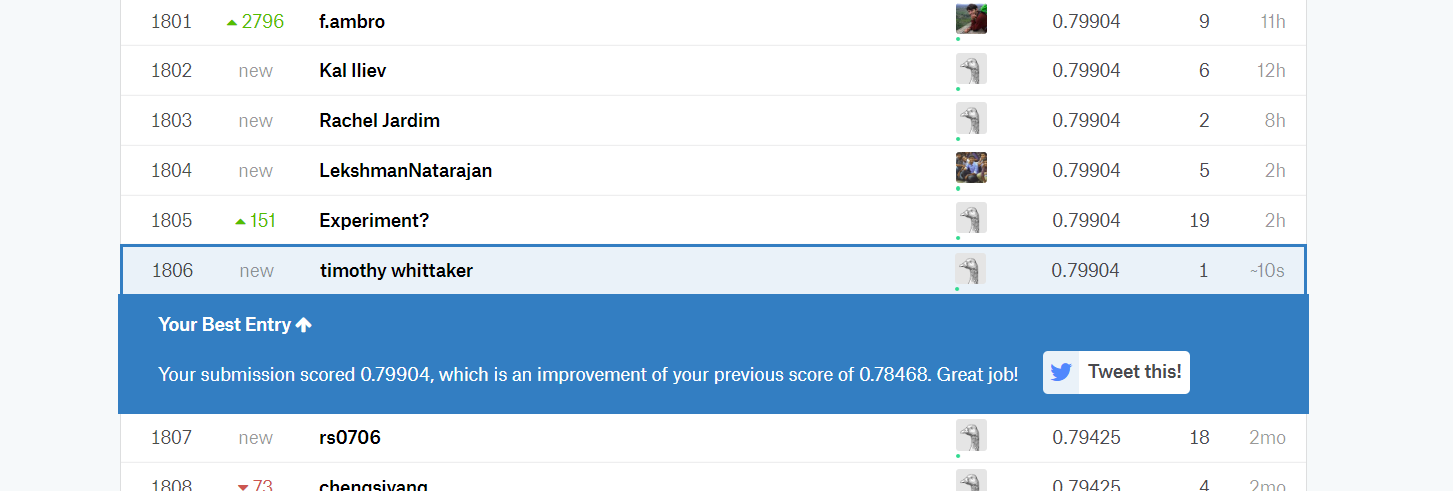 1801 2796 f.ambro 0.79904 9 11h
1802 new Kal Iliev 0.79904 6 12h
1803 new Rachel Jardim 0.79904 2 8h
1804 new LekshmanNatarajan 0.79904 5 2h
1805 151 Experiment? 0.79904 19 2h
1806 new timothy whittaker 0.79904 1 ~10s
Your Best Entry
Your submission scored 0.79904, which is an improvement of your previous score of 0.78468. Great job! Tweet this!
1807 new rs0706 0.79425 18 2mo
1808 73 chengsiyang 0.79425 4 2mo